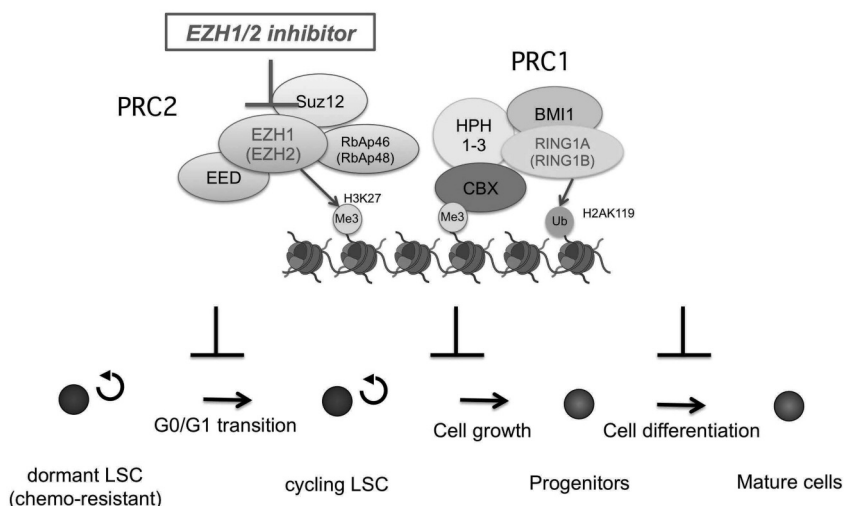 EZH1/2 inhibitor
PRC2
Suz12
EZH1
(EZH2)
RbAp46
(RbAp48)
EED
H3K27
Me3
PRC1
HPH
1-3
BMI1
RING1A
(RING1B)
CBX
Me3
Ub
H2AK119
G0/G1 transition
Cell growth
Cell differentiation
dormant LSC
(chemo-resistant)
cycling LSC
Progenitors
Mature cells